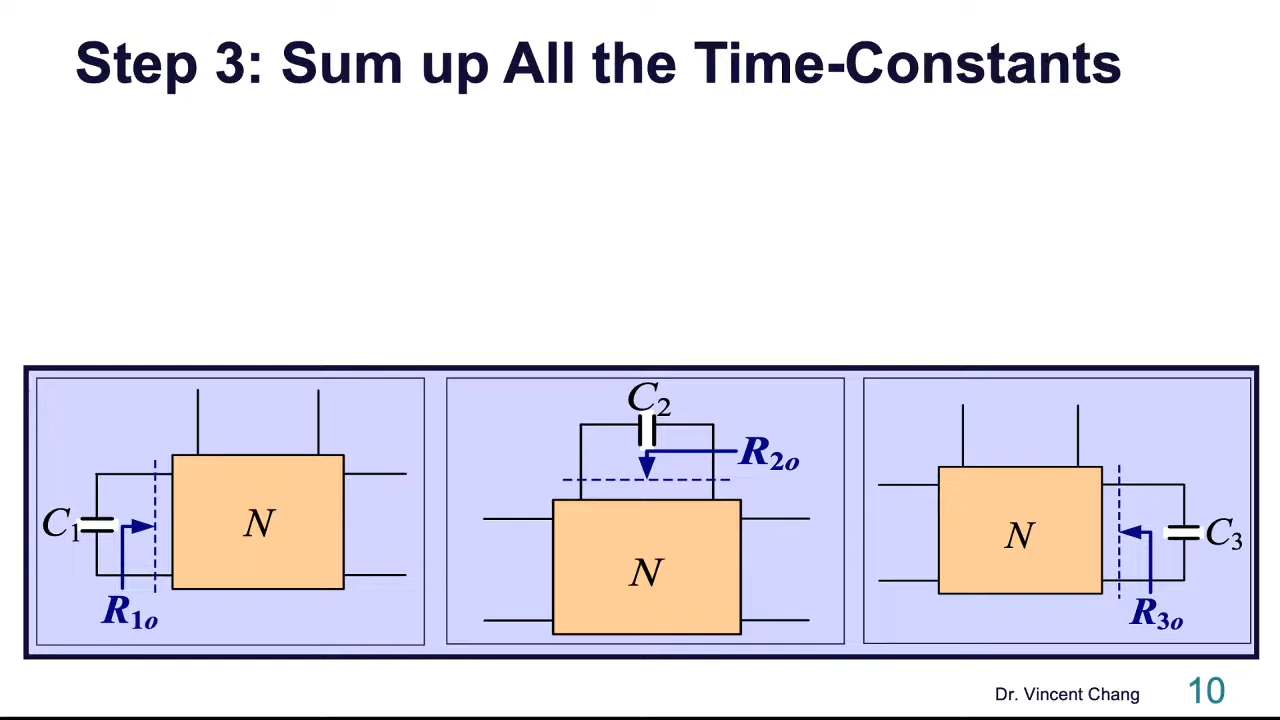 Step 3: Sum up All the Time-Constants
C1
N
R1o
C2
R2o
N
N
C3
R3o
Dr. Vincent Chang
10